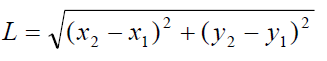 L = √((x₂ − x₁)² + (y₂ − y₁)²)